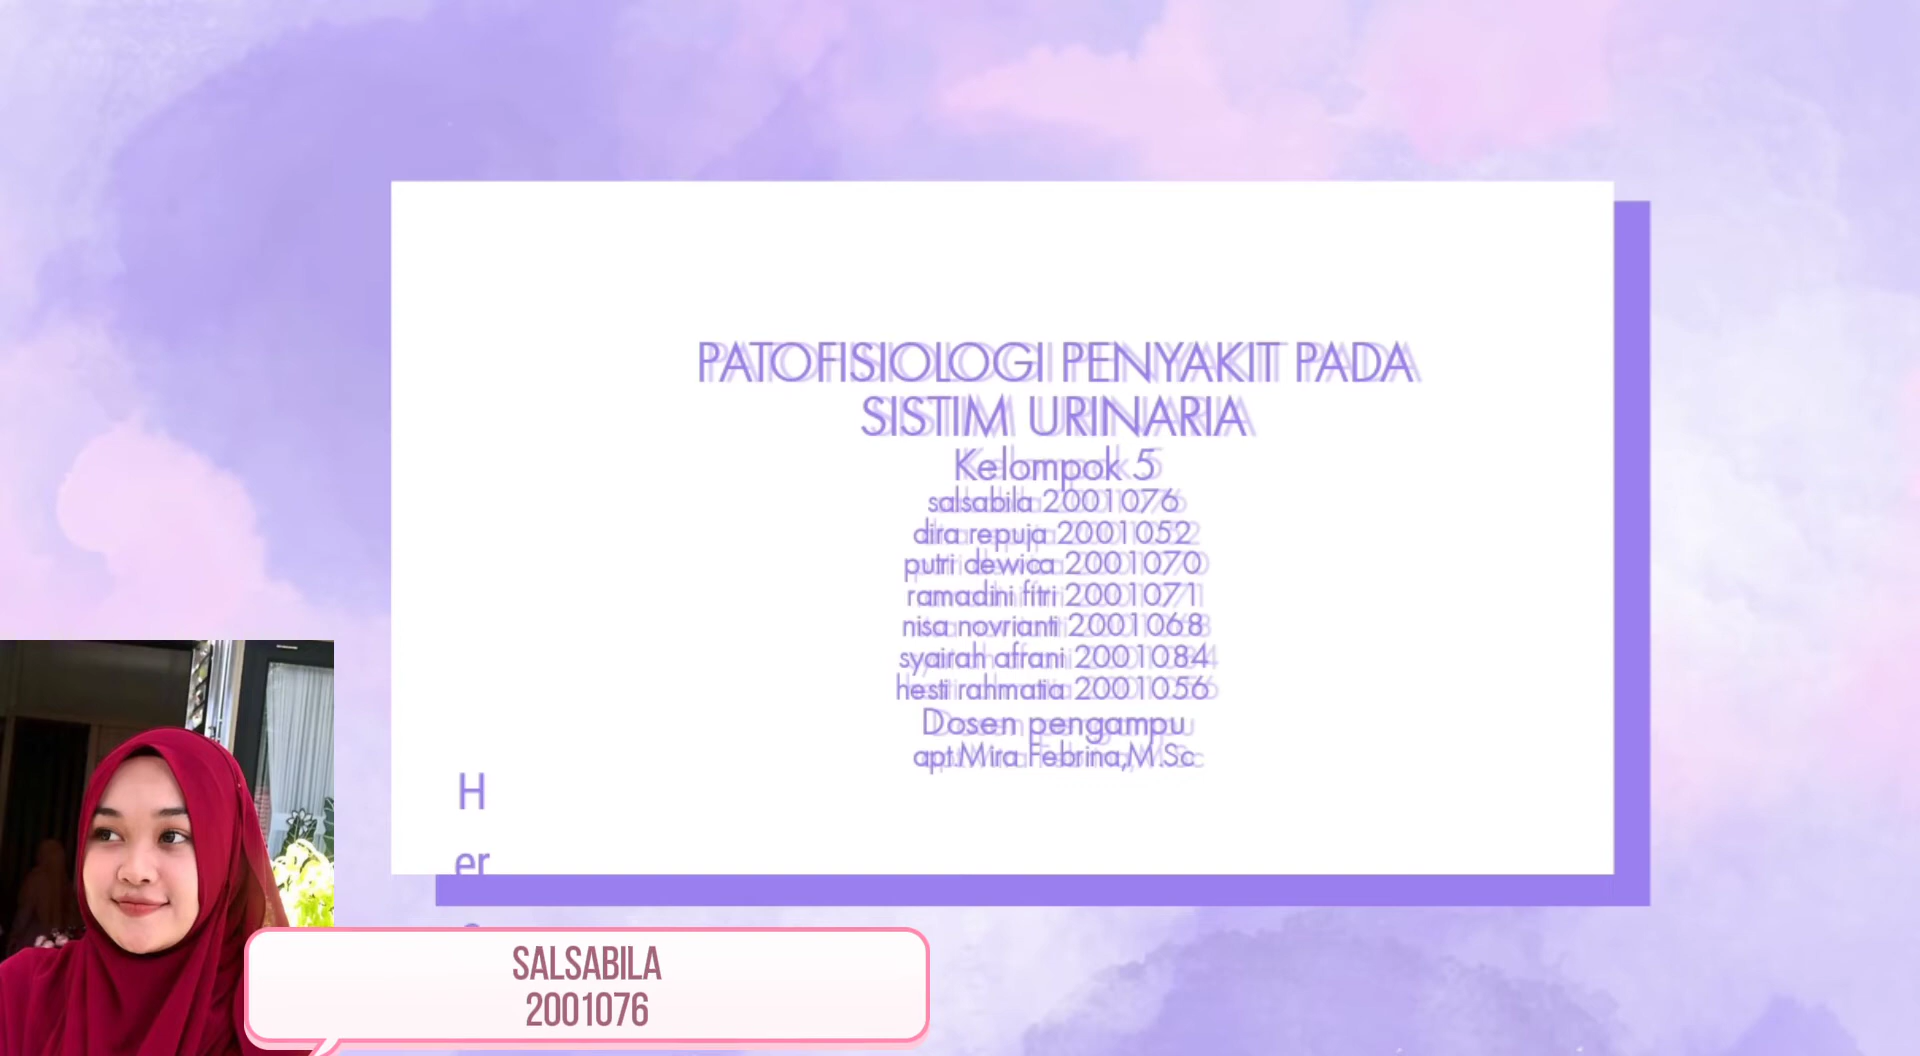 PATOFISIOLOGI PENYAKIT PADA
SISTIM URINARIA
Kelompok 5
salsabila 2001076
dira repuja 2001052
putri dewica 2001070
ramadini fitri 2001071
nisa novrianti 2001068
syairah afrani 2001084
hesti rahmatia 2001056
Dosen pengampu
apt.Mira Febrina,M.Sc
H
er
SALSABILA
2001076